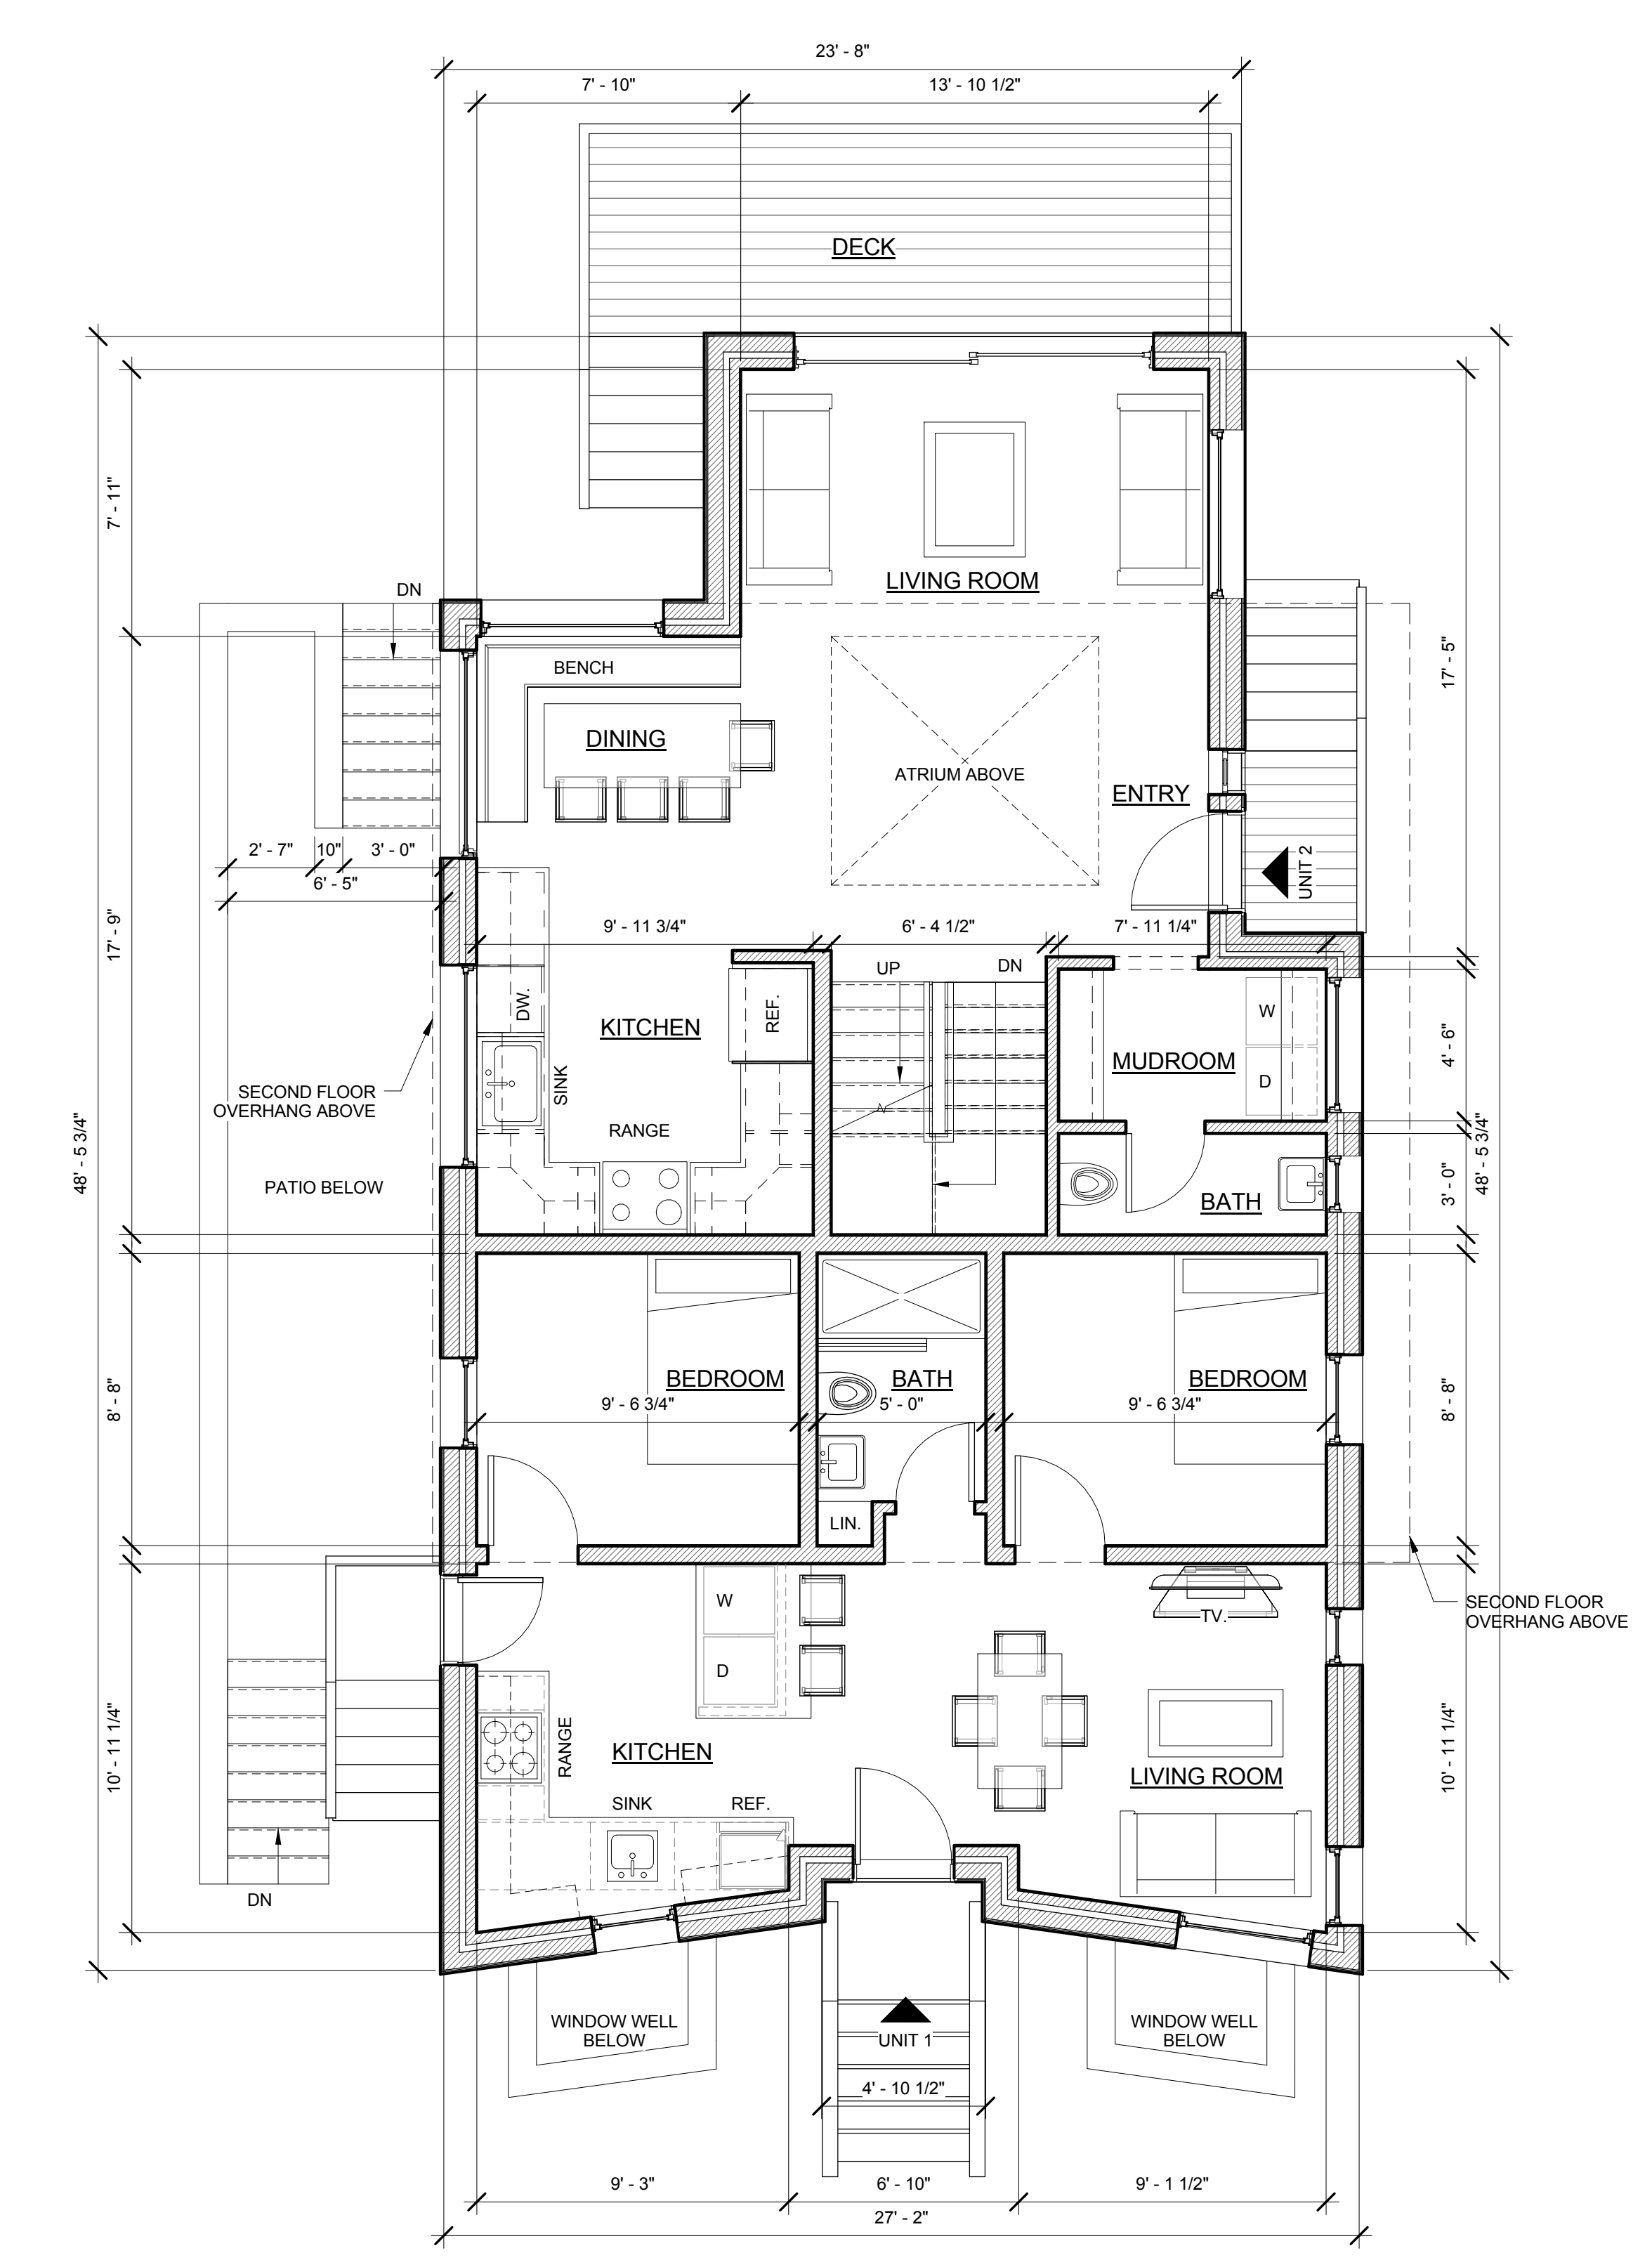 23' - 8"
7' - 10"
13' - 10 1/2"
DECK
7' - 11"
LIVING ROOM
DN
17' - 5"
BENCH
DINING
ATRIUM ABOVE
ENTRY
2' - 7"
10"
3' - 0"
6' - 5"
UNIT 2
17' - 9"
9' - 11 3/4"
6' - 4 1/2"
7' - 11 1/4"
UP
DN
DW.
REF.
W
KITCHEN
MUDROOM
4' - 6"
SINK
D
SECOND FLOOR
OVERHANG ABOVE
48' - 5 3/4"
48' - 5 3/4"
RANGE
PATIO BELOW
BATH
3' - 0"
BEDROOM
BATH
BEDROOM
8' - 8"
9' - 6 3/4"
5' - 0"
9' - 6 3/4"
8' - 8"
LIN.
W
TV.
SECOND FLOOR
OVERHANG ABOVE
D
10' - 11 1/4"
RANGE
KITCHEN
LIVING ROOM
10' - 11 1/4"
SINK
REF.
DN
WINDOW WELL
BELOW
UNIT 1
WINDOW WELL
BELOW
4' - 10 1/2"
9' - 3"
6' - 10"
9' - 1 1/2"
27' - 2"